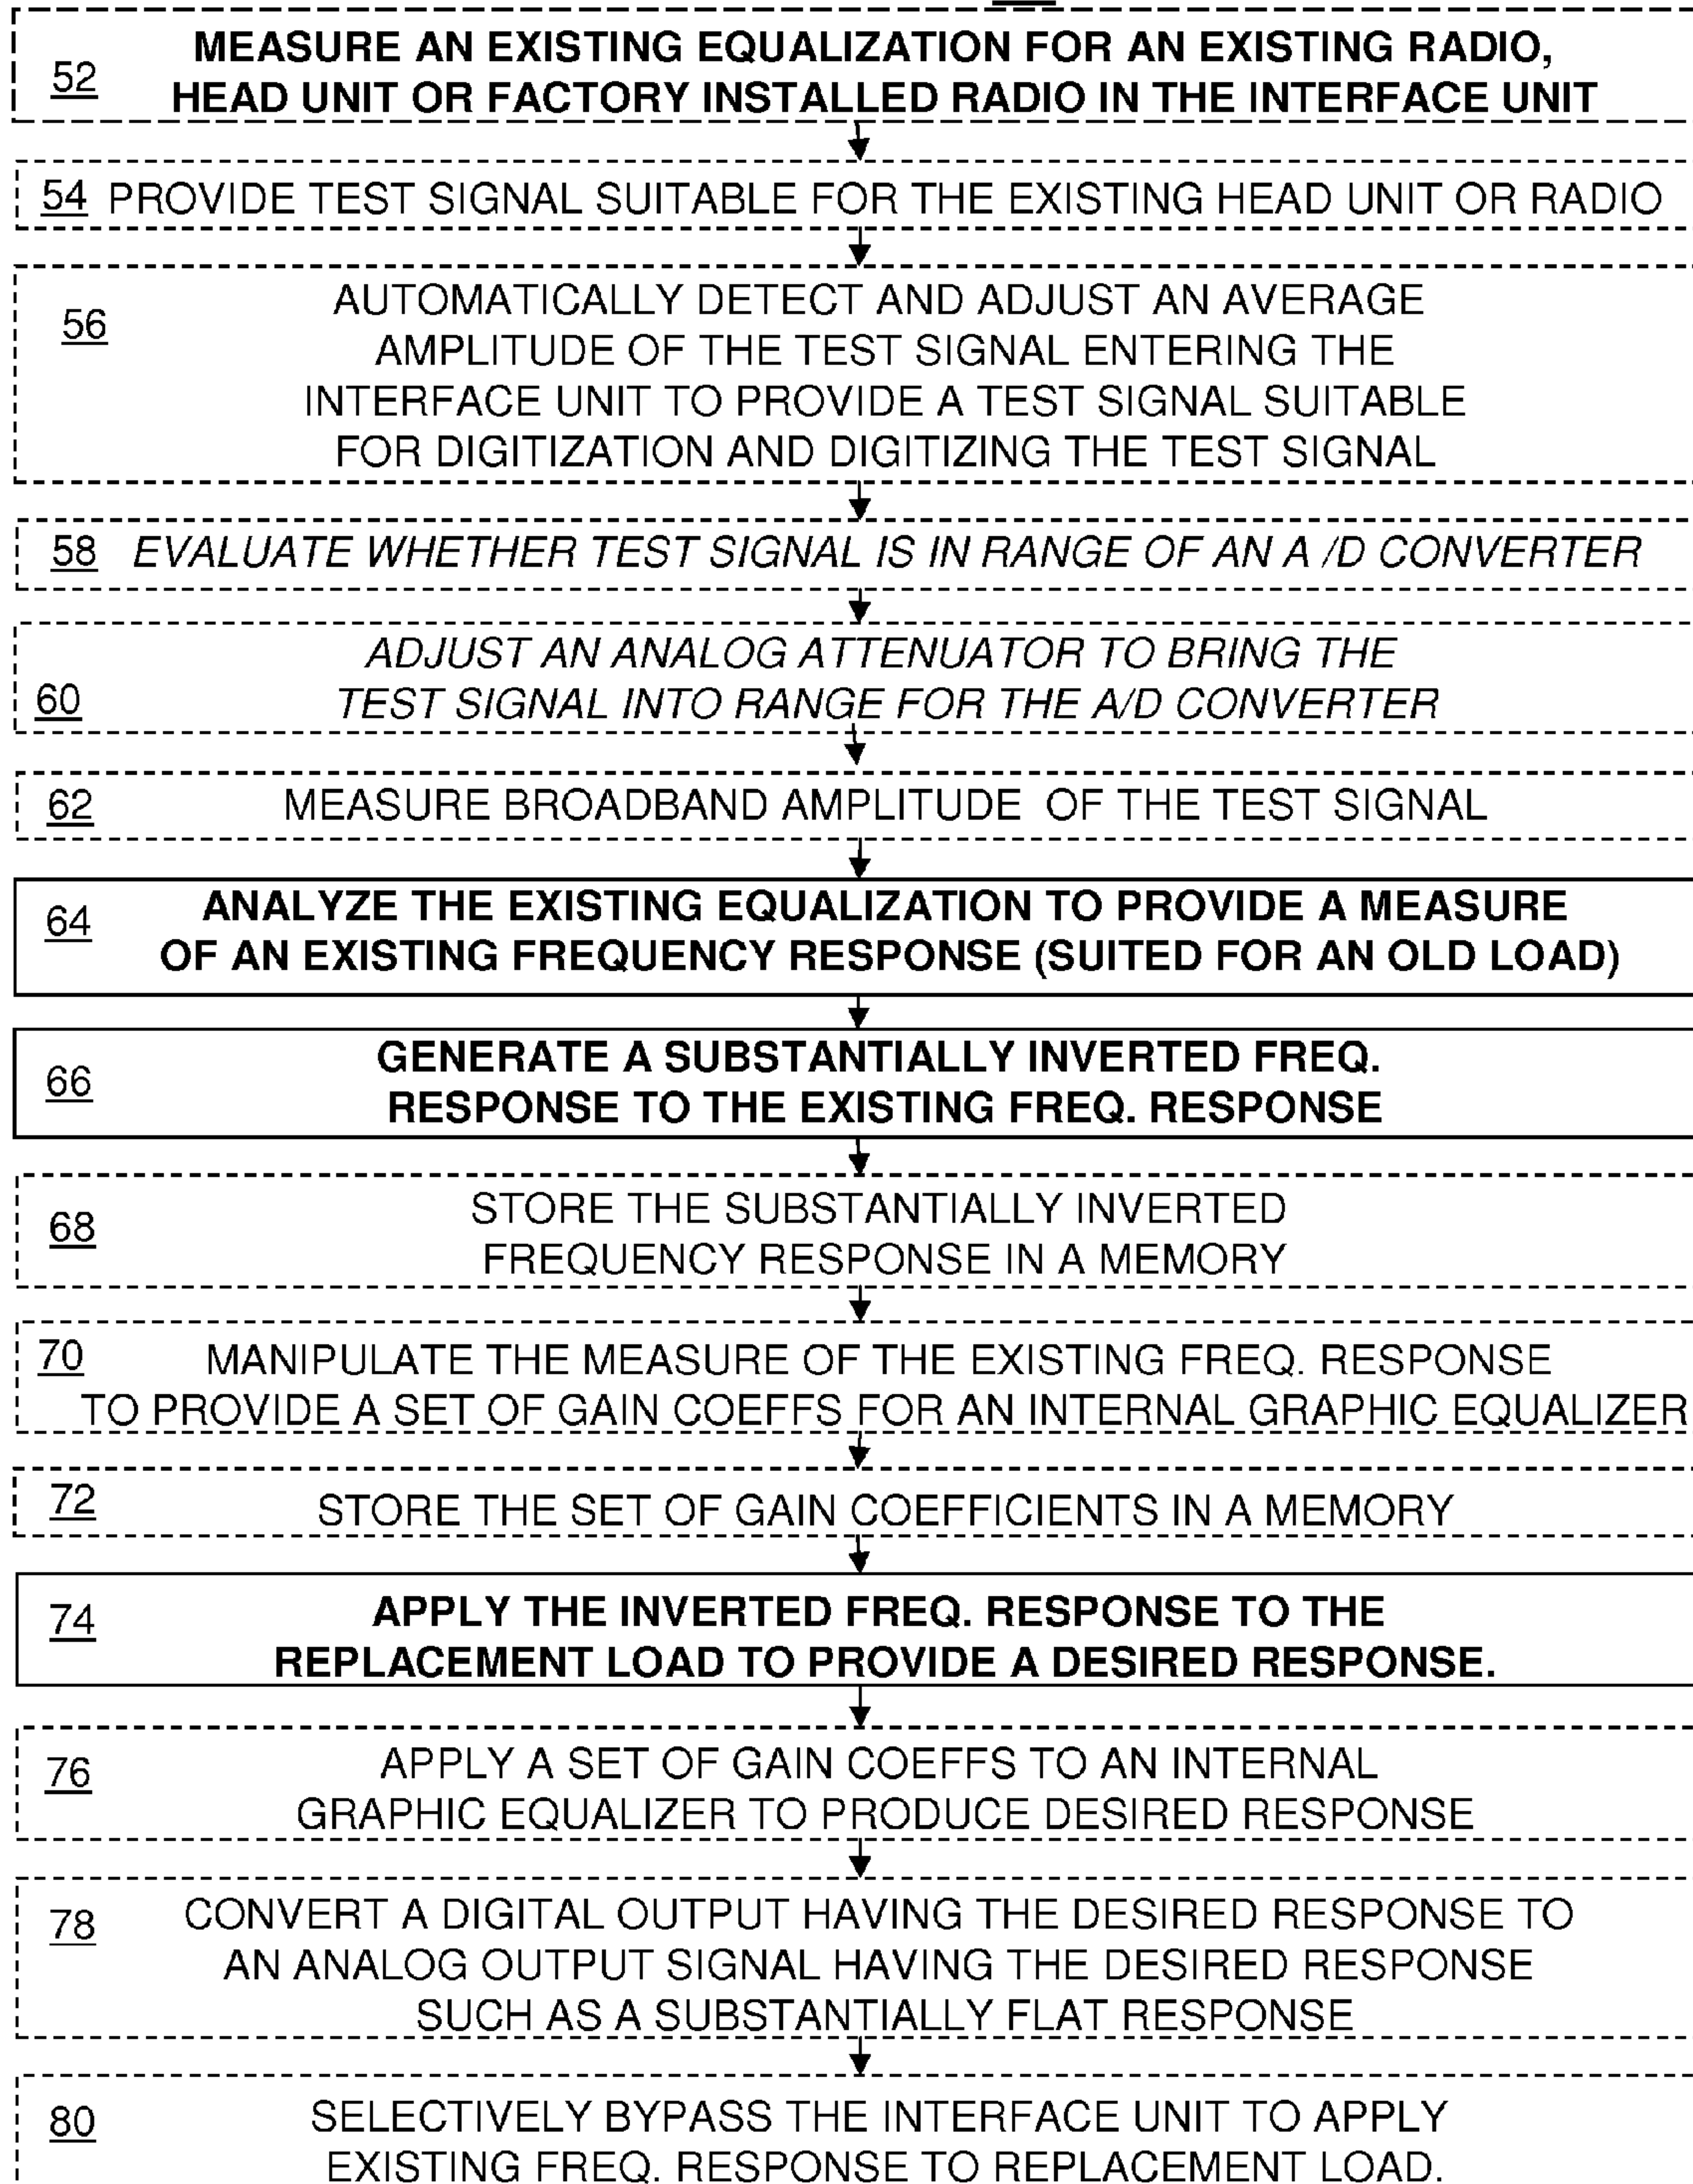 52 MEASURE AN EXISTING EQUALIZATION FOR AN EXISTING RADIO,
HEAD UNIT OR FACTORY INSTALLED RADIO IN THE INTERFACE UNIT
54 PROVIDE TEST SIGNAL SUITABLE FOR THE EXISTING HEAD UNIT OR RADIO
56 AUTOMATICALLY DETECT AND ADJUST AN AVERAGE
AMPLITUDE OF THE TEST SIGNAL ENTERING THE
INTERFACE UNIT TO PROVIDE A TEST SIGNAL SUITABLE
FOR DIGITIZATION AND DIGITIZING THE TEST SIGNAL
58 EVALUATE WHETHER TEST SIGNAL IS IN RANGE OF AN A /D CONVERTER
ADJUST AN ANALOG ATTENUATOR TO BRING THE
60 TEST SIGNAL INTO RANGE FOR THE A/D CONVERTER
62 MEASURE BROADBAND AMPLITUDE OF THE TEST SIGNAL
64 ANALYZE THE EXISTING EQUALIZATION TO PROVIDE A MEASURE
OF AN EXISTING FREQUENCY RESPONSE (SUITED FOR AN OLD LOAD)
66 GENERATE A SUBSTANTIALLY INVERTED FREQ.
RESPONSE TO THE EXISTING FREQ. RESPONSE
68 STORE THE SUBSTANTIALLY INVERTED
FREQUENCY RESPONSE IN A MEMORY
70 MANIPULATE THE MEASURE OF THE EXISTING FREQ. RESPONSE
TO PROVIDE A SET OF GAIN COEFFS FOR AN INTERNAL GRAPHIC EQUALIZER
72 STORE THE SET OF GAIN COEFFICIENTS IN A MEMORY
74 APPLY THE INVERTED FREQ. RESPONSE TO THE
REPLACEMENT LOAD TO PROVIDE A DESIRED RESPONSE.
76 APPLY A SET OF GAIN COEFFS TO AN INTERNAL
GRAPHIC EQUALIZER TO PRODUCE DESIRED RESPONSE
78 CONVERT A DIGITAL OUTPUT HAVING THE DESIRED RESPONSE TO
AN ANALOG OUTPUT SIGNAL HAVING THE DESIRED RESPONSE
SUCH AS A SUBSTANTIALLY FLAT RESPONSE
80 SELECTIVELY BYPASS THE INTERFACE UNIT TO APPLY
EXISTING FREQ. RESPONSE TO REPLACEMENT LOAD.